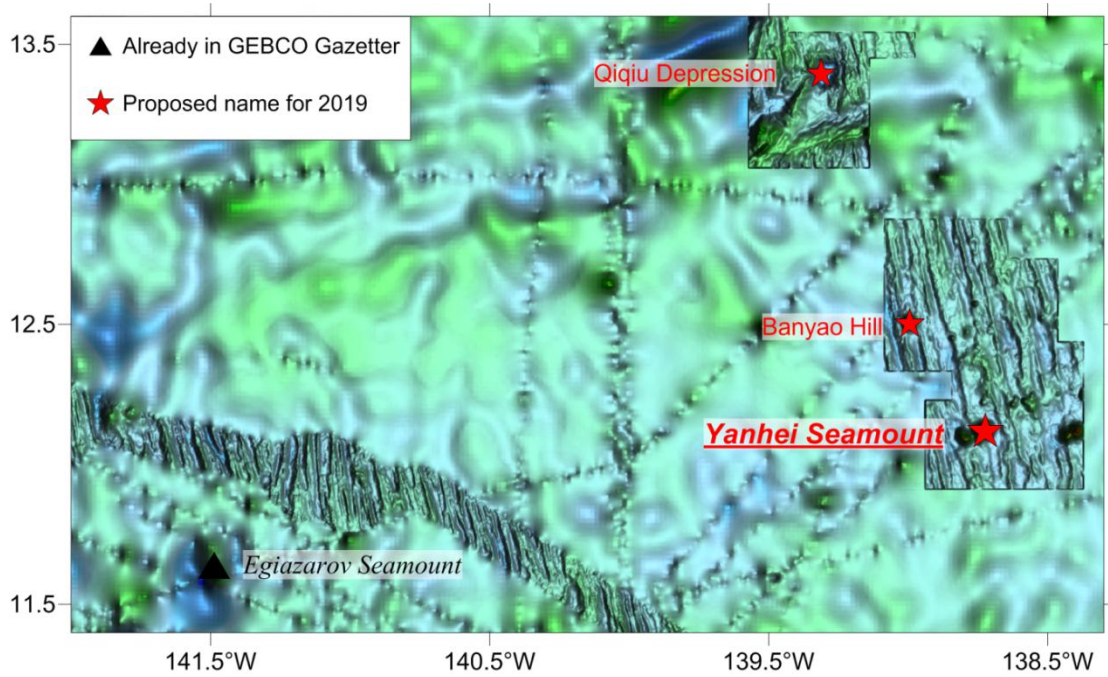 13.5
Already in GEBCO Gazetter
Proposed name for 2019
Qiqiu Depression
12.5
Banyao Hill
Yanhei Seamount
Egiazarov Seamount
11.5
141.5°W
140.5°W
139.5°W
138.5°W